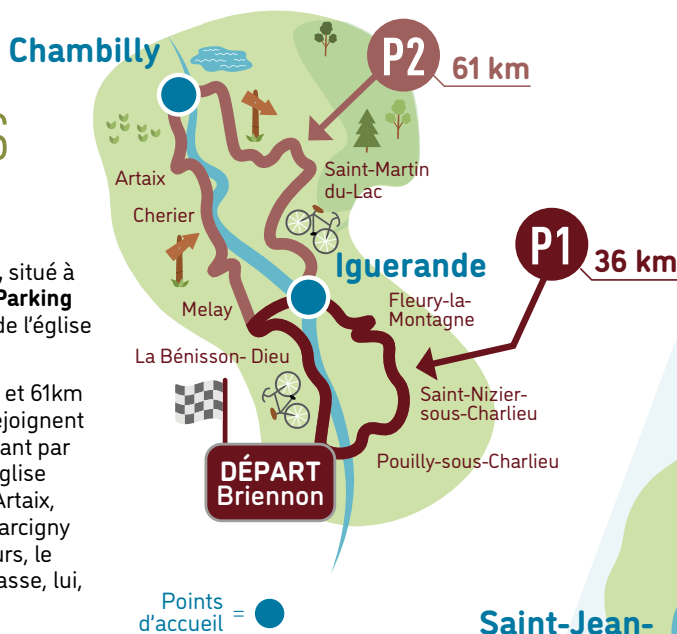 Chambilly
P2
61 km
S
Artaix
Saint-Martin
du-Lac
Cherier
, situé à
Parking
de l'église
Iguerande
P1
36 km
Melay
Fleury-la-
Montagne
La Bénisson- Dieu
et 61km
ejoignent
ant par
glise
Artaix,
arcigny
urs, le
asse, lui,
Saint-Nizier-
sous-Charlieu
Pouilly-sous-Charlieu
DÉPART
Briennon
Points
d'accueil =
Saint-Jean-